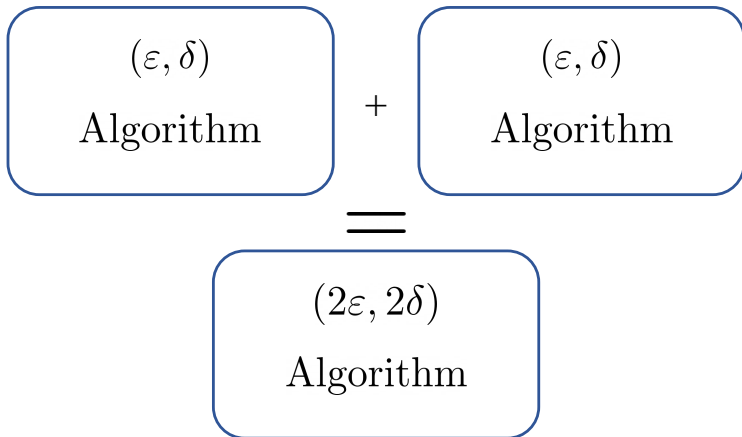 (ε, δ)
Algorithm
+
(ε, δ)
Algorithm
=
(2ε, 2δ)
Algorithm